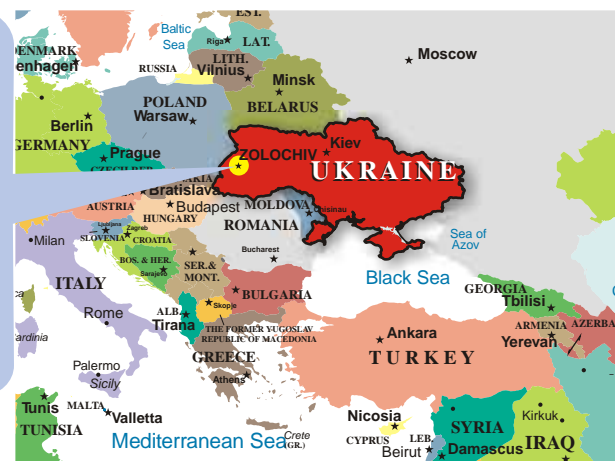 EST.
Baltic
Sea
Riga
LAT.
DENMARK
enhagen
LITH.
Vilnius
RUSSIA
Moscow
Minsk
BELARUS
POLAND
Warsaw
Berlin
GERMANY
Prague
ZOLOCHIV
Kiev
UKRAINE
Bratislava
AUSTRIA
Budapest
HUNGARY
MOLDOVA
Chisinau
ROMANIA
Ljubljana
SLOVENIA
Zagreb
CROATIA
Milan
Sea of
Azov
Bucharest
BOS. & HER.
Sarajevo
SER.&
MONT.
Black Sea
ITALY
BULGARIA
GEORGIA
Tbilisi
Rome
ALB.
Tirana
Skopje
THE FORMER YUGOSLAV
REPUBLIC OF MACEDONIA
ARMENIA
Yerevan
AZERBA
Ankara
TURKEY
ardinia
GREECE
Athens
Palermo
Sicily
Tunis
TUNISIA
MALTA
Valletta
Mediterranean Sea
Crete
(GR.)
Nicosia
CYPRUS
LEB.
Beirut
SYRIA
Damascus
Kirkuk
IRAQ